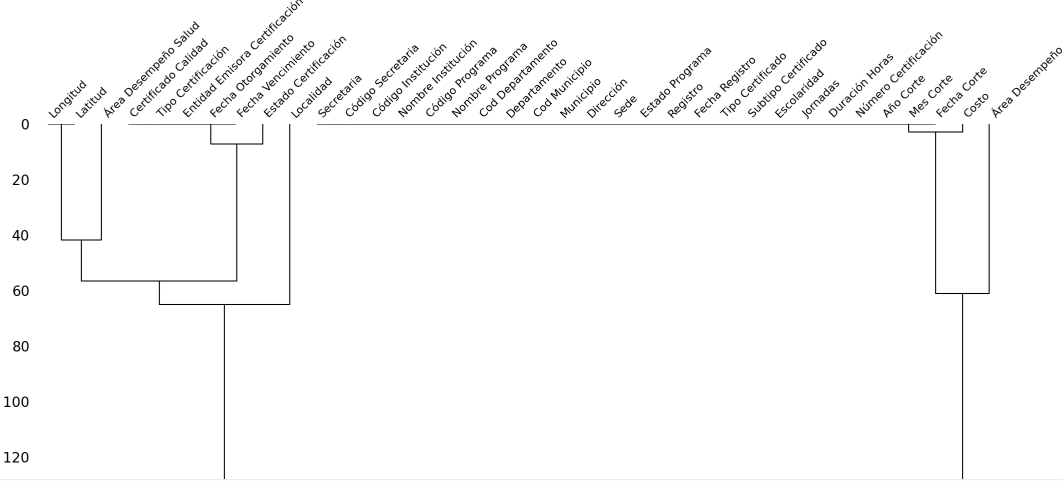 Longitud
Latitud
Área Desempeño Salud
Certificado Calidad
Tipo Certificación
Entidad Emisora Certificación
Fecha Otorgamiento
Fecha Vencimiento
Estado Certificación
Localidad
Secretaria
Código Secretaria
Código Institución
Nombre Institución
Código Programa
Nombre Programa
Cod Departamento
Departamento
Cod Municipio
Municipio
Dirección
Sede
Estado Programa
Registro
Fecha Registro
Tipo Certificado
Subtipo Certificado
Escolaridad
Jornadas
Duración Horas
Número Certificación
Año Corte
Mes Corte
Fecha Corte
Costo
Área Desempeño
0
20
40
60
80
100
120